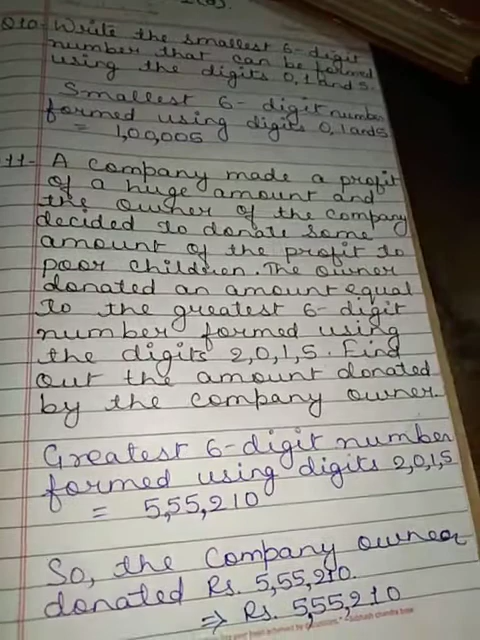 Q10- Write the smallest 6-digit
number that can be formed
using the digits 0,1 and 5.
Smallest 6-digit number
formed using digits 0,1 and 5
= 1,00,005
11- A company made a profit
of a huge amount and
the owner of the company
decided to donate some
amount of the profit to
poor children. The owner
donated an amount equal
to the greatest 6-digit
number formed using
the digits 2,0,1,5. Find
out the amount donated
by the company owner.
Greatest 6-digit number
formed using digits 2,0,1,5
= 5,55,210
So, the company owner
donated Rs. 5,55,210.
⇒ Rs. 5,55,210